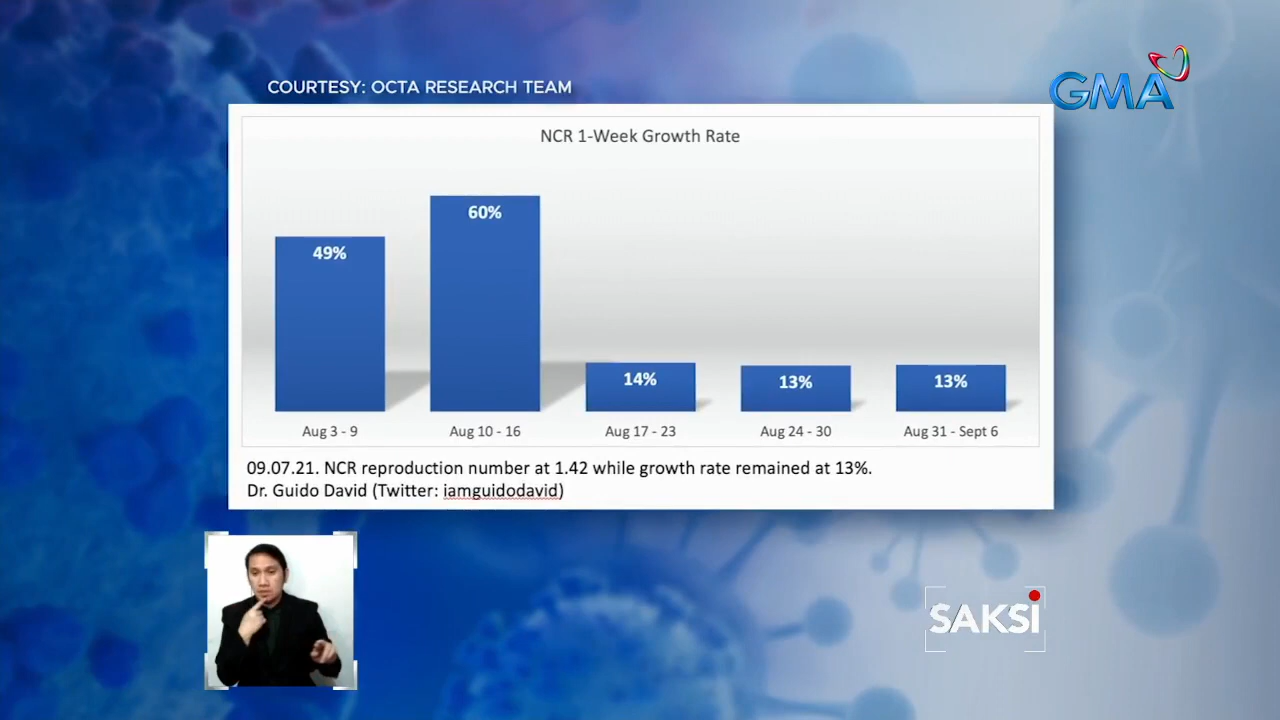 COURTESY: OCTA RESEARCH TEAM
GMA
NCR 1-Week Growth Rate
49%
60%
14%
13%
13%
Aug 3 - 9
Aug 10 - 16
Aug 17 - 23
Aug 24 - 30
Aug 31 - Sept 6
09.07.21. NCR reproduction number at 1.42 while growth rate remained at 13%.
Dr. Guido David (Twitter: iamguidodavid)
SAKSI